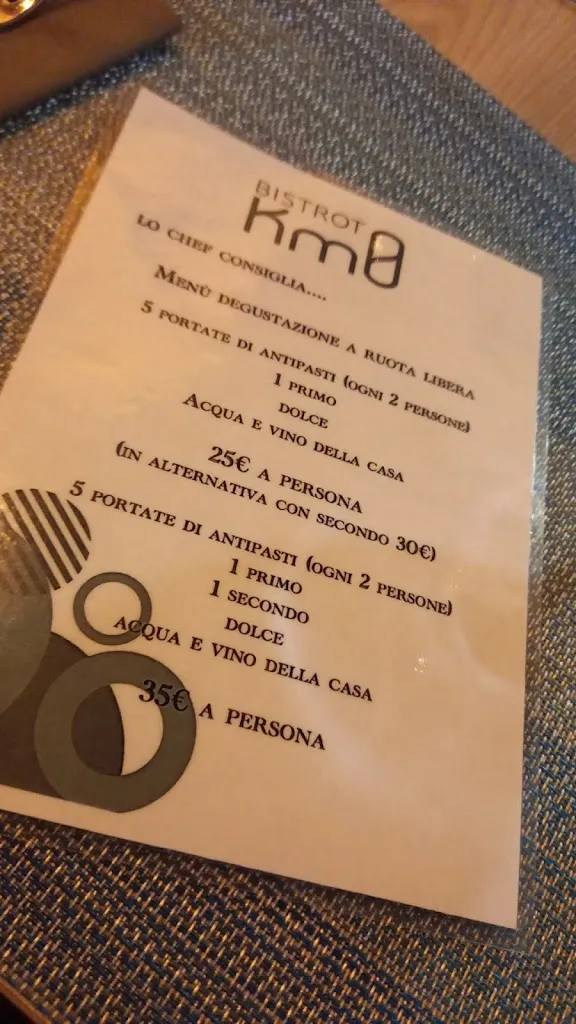 BISTROT
Km0
LO CHEF CONSIGLIA....
MENÙ DEGUSTAZIONE A RUOTA LIBERA
5 PORTATE DI ANTIPASTI (OGNI 2 PERSONE)
1 PRIMO
DOLCE
ACQUA E VINO DELLA CASA
25€ A PERSONA
(IN ALTERNATIVA CON SECONDO 30€)
5 PORTATE DI ANTIPASTI (OGNI 2 PERSONE)
1 PRIMO
1 SECONDO
DOLCE
ACQUA E VINO DELLA CASA
35€ A PERSONA